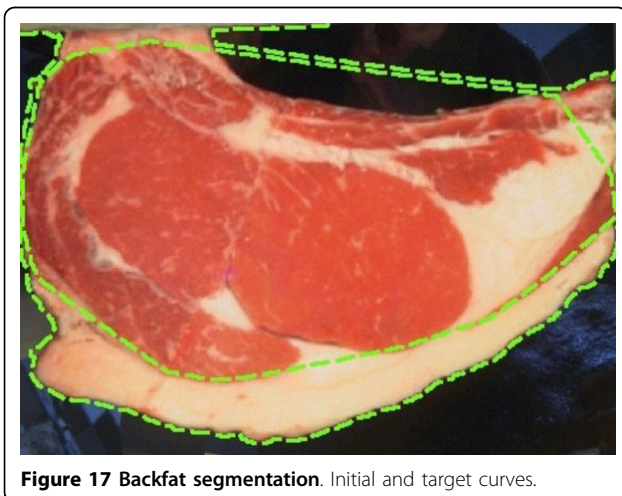 Figure 17 Backfat segmentation. Initial and target curves.